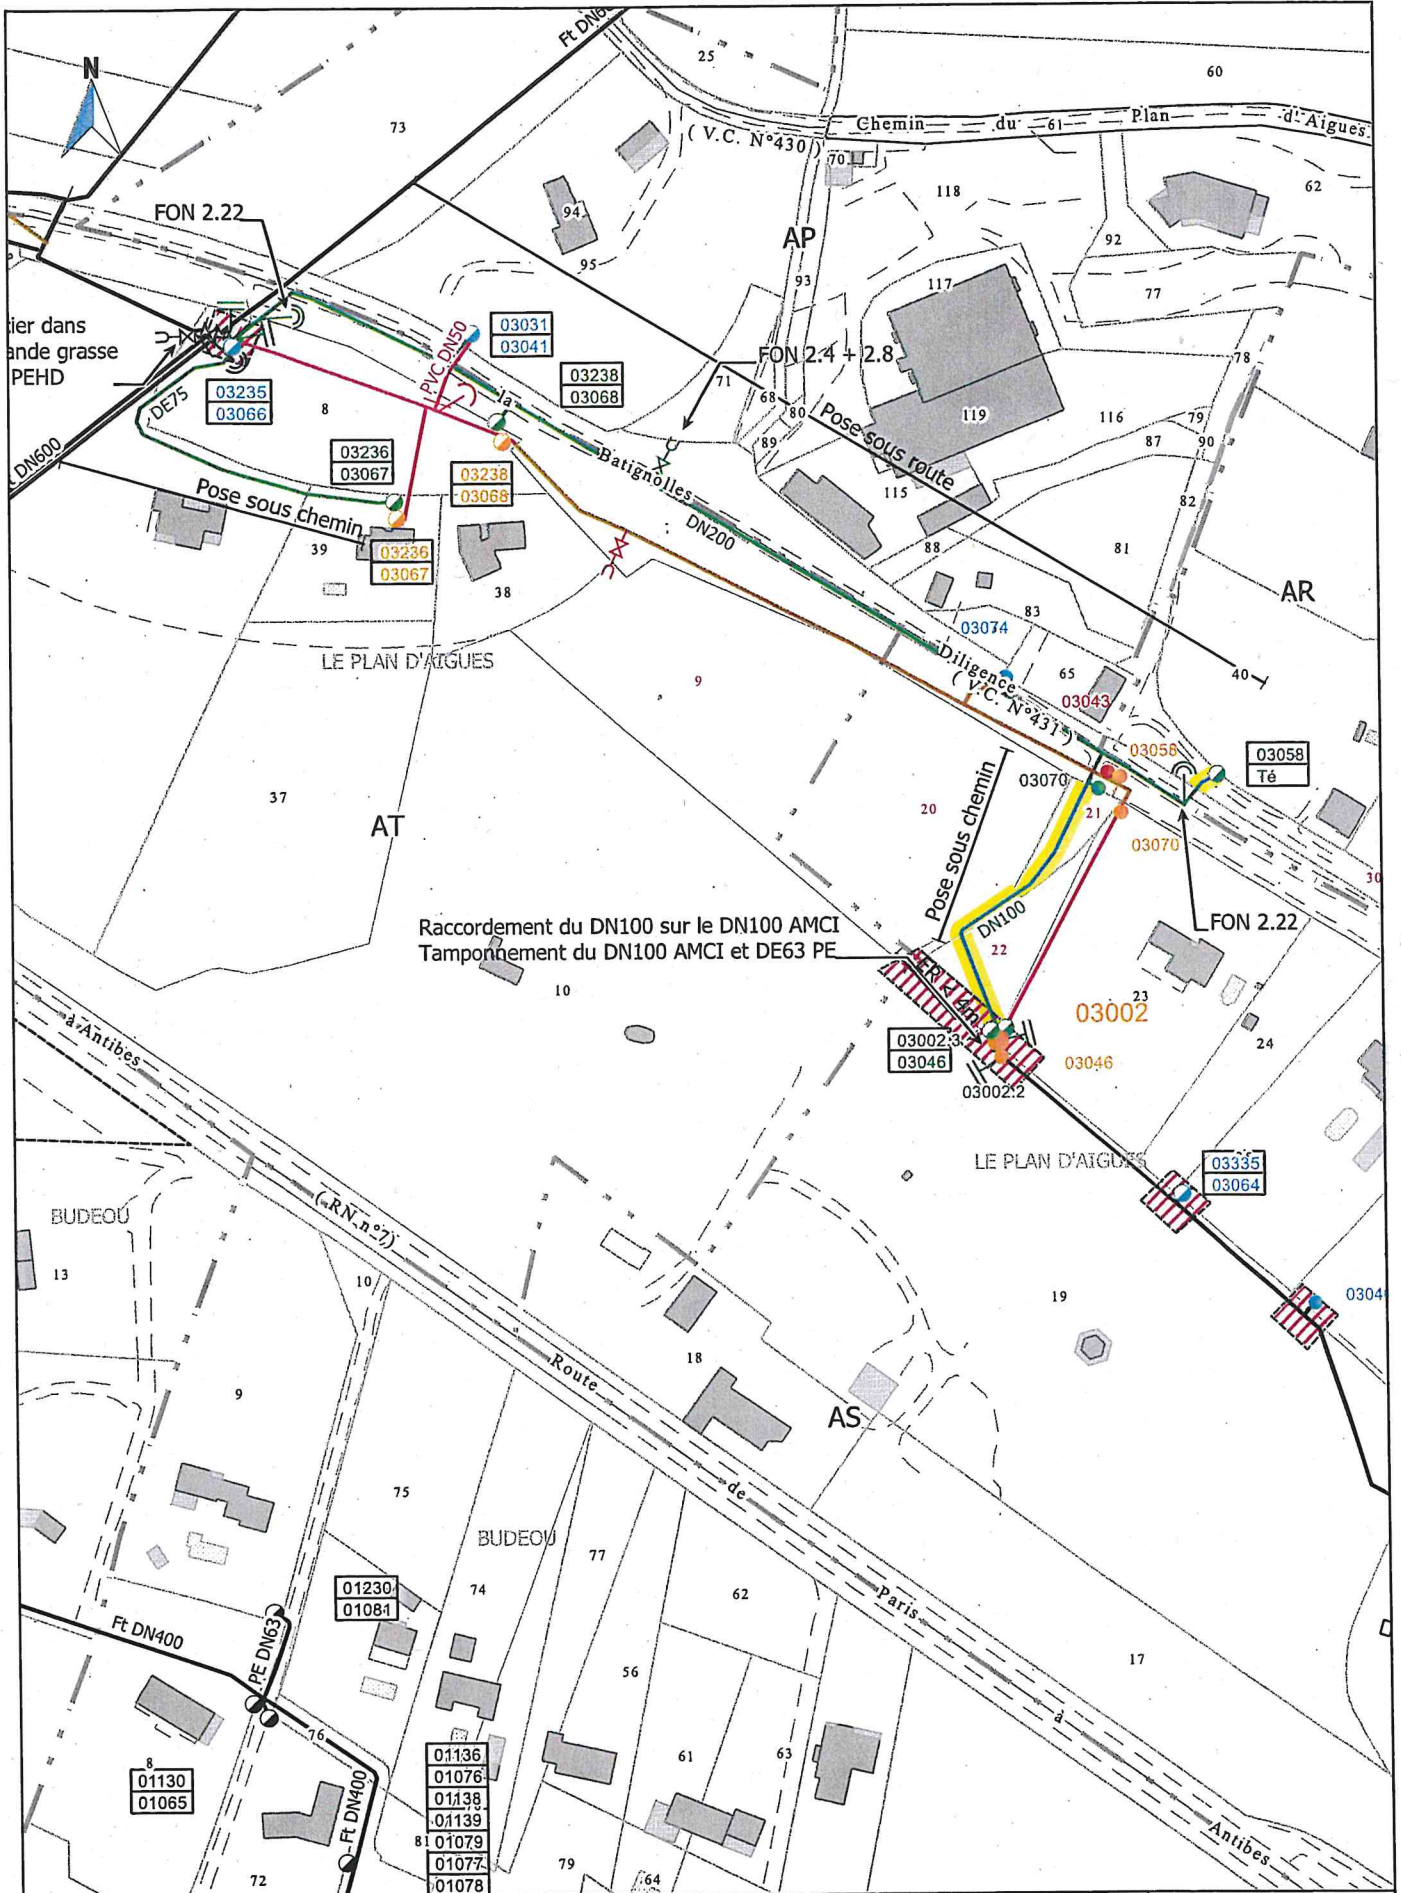 N
25
60
73
Chemin du 61 Plan d'Aigues
( V.C. N°430 )
70
118
62
FON 2.22
94
AP
92
95
93
117
77
03031
03041
PVC DN50
FON 2.4 + 2.8
78
ande grasse
PEHD
03238
03068
71
68
80
03235
03066
8
DE75
la
119
116
79
Pose sous route
87
90
89
DN600
03236
03067
03238
03068
Batignolles
115
82
Pose sous chemin
DN200
39
03236
03067
88
81
38
AR
83
03074
LE PLAN D'AIGUES
Diligence
( V.C. N°431 )
65
40
9
03043
03058
03058
Té
37
03070
20
21
AT
Pose sous chemin
03070
30
DN100
Raccordement du DN100 sur le DN100 AMCI
FON 2.22
Tamponnement du DN100 AMCI et DE63 PE
22
ER < 4m
10
23
03002
24
à Antibes
03002.3
03046
03046
03002.2
LE PLAN D'AIGUES
03335
03064
BUDEOU
( RN n°7)
13
10
19
18
Route
9
AS
75
de
BUDEOU
77
74
62
01230
01081
Paris
Ft DN400
PE DN63
56
17
76
à
61
63
01136
01076
01138
01139
01079
01077
01078
8
01130
01065
Ft DN400
81
Antibes
72
79
64